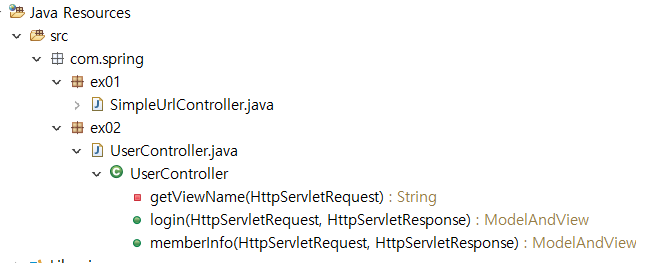 Java Resources
src
com.spring
ex01
SimpleUrlController.java
ex02
UserController.java
UserController
getViewName(HttpServletRequest) : String
login(HttpServletRequest, HttpServletResponse) : ModelAndView
memberInfo(HttpServletRequest, HttpServletResponse) : ModelAndView